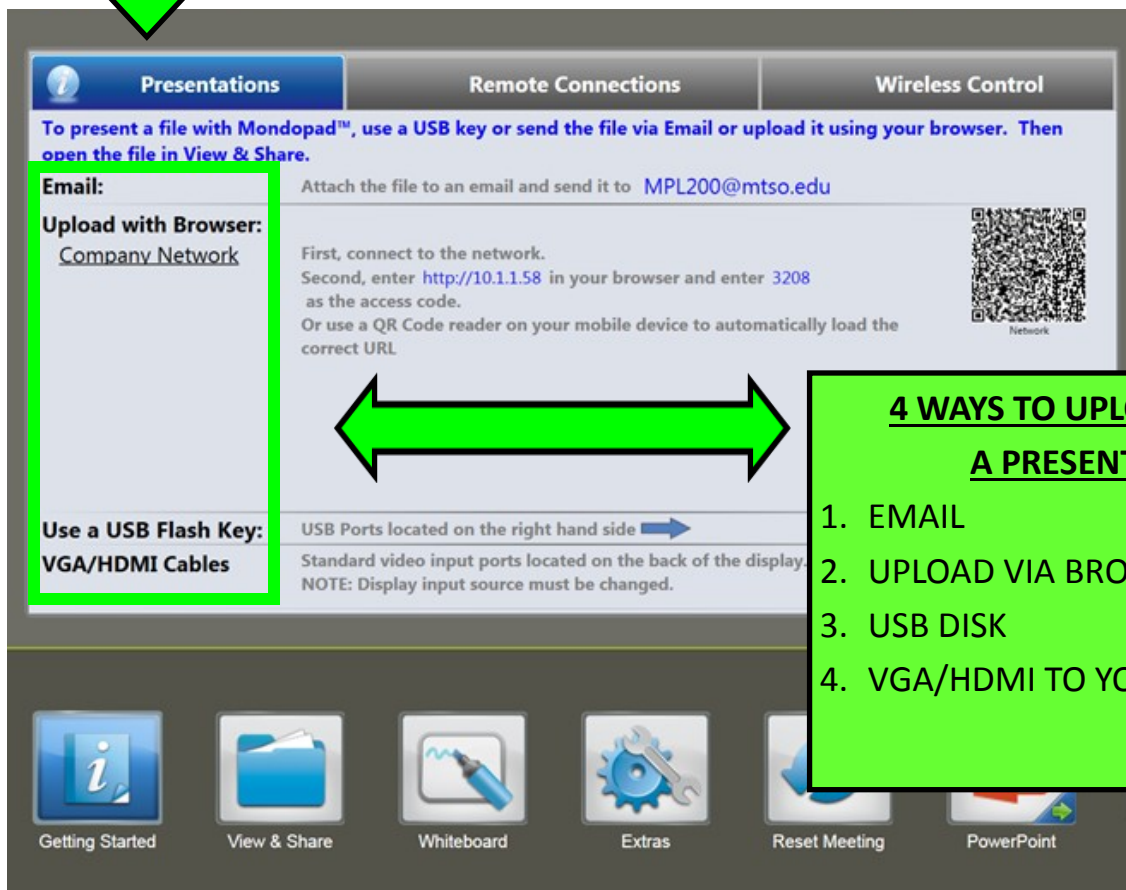 Presentations
Remote Connections
Wireless Control
To present a file with Mondopad™, use a USB key or send the file via Email or upload it using your browser. Then
open the file in View & Share.
Email:
Attach the file to an email and send it to MPL200@mtso.edu
Upload with Browser:
Company Network
First, connect to the network.
Second, enter http://10.1.1.58 in your browser and enter 3208
as the access code.
Or use a QR Code reader on your mobile device to automatically load the
correct URL
Network
Use a USB Flash Key:
USB Ports located on the right hand side
VGA/HDMI Cables
Standard video input ports located on the back of the display.
NOTE: Display input source must be changed.
4 WAYS TO
A
1. EMAIL
2. UPLOAD VIA
3. USB DISK
4. VGA/HDMI TO
Getting Started
View & Share
Whiteboard
Extras
Reset Meeting
PowerPoint